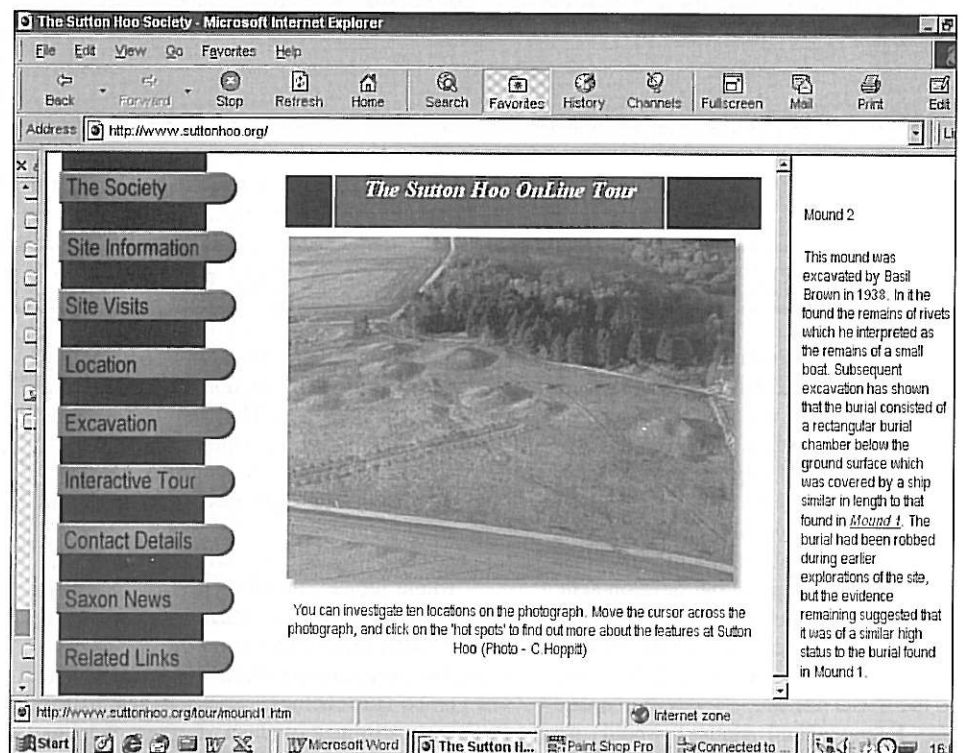 The Sutton Hoo Society - Microsoft Internet Explorer
File Edit View Go Favorites Help
Back Forward Stop Refresh Home Search Favorites History Channels Fullscreen Mail Print Edit
Address http://www.suttonhoo.org/
The Society
Site Information
Site Visits
Location
Excavation
Interactive Tour
Contact Details
Saxon News
Related Links
The Sutton Hoo OnLine Tour
You can investigate ten locations on the photograph. Move the cursor across the
photograph, and click on the 'hot spots' to find out more about the features at Sutton
Hoo (Photo - C.Hoppitt)
Mound 2
This mound was
excavated by Basil
Brown in 1938. In it he
found the remains of rivets
which he interpreted as
the remains of a small
boat. Subsequent
excavation has shown
that the burial consisted of
a rectangular burial
chamber below the
ground surface which
was covered by a ship
similar in length to that
found in Mound 1. The
burial had been robbed
during earlier
explorations of the site,
but the evidence
remaining suggested that
it was of a similar high
status to the burial found
in Mound 1.
http://www.suttonhoo.org/tour/mound1.htm Internet zone
Start Microsoft Word The Sutton H... Paint Shop Pro Connected to ...